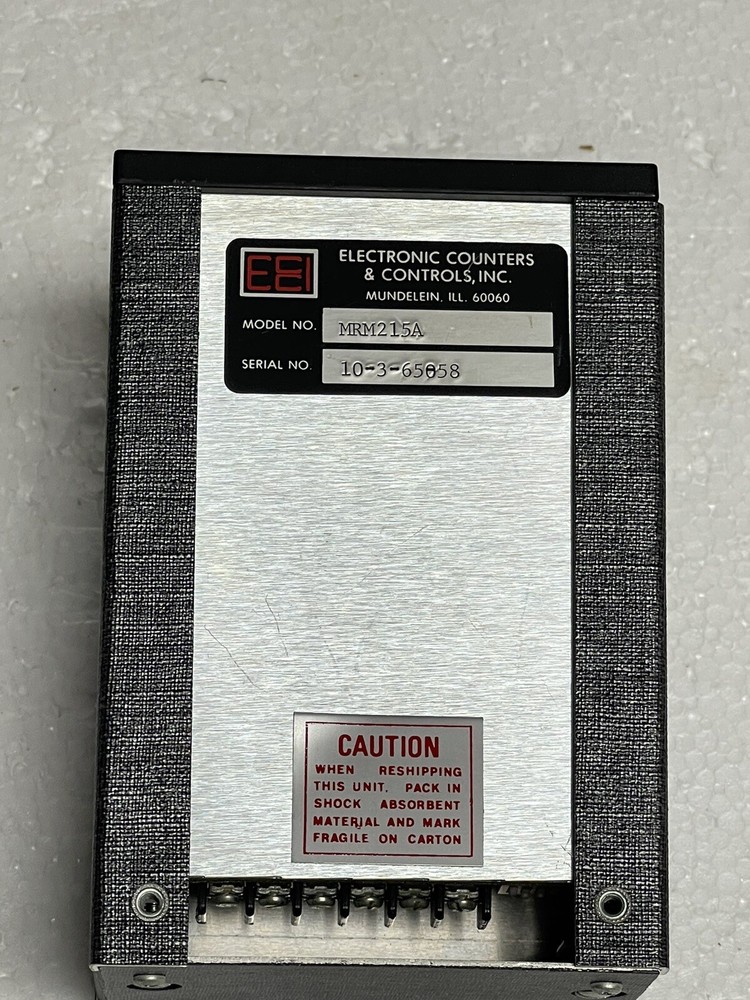 ECCI
ELECTRONIC COUNTERS
& CONTROLS, INC.
MUNDELEIN, ILL. 60060
MODEL NO. MRM215A
SERIAL NO. 10-3-65058
CAUTION
WHEN RESHIPPING
THIS UNIT, PACK IN
SHOCK ABSORBENT
MATERIAL AND MARK
FRAGILE ON CARTON